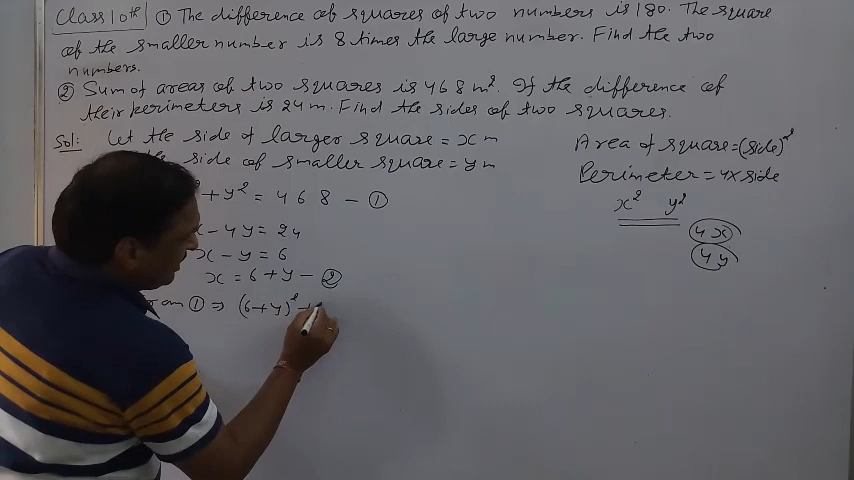 Class 10th ① The difference of squares of two numbers is 180. The square
of the smaller number is 8 times the large number. Find the two
numbers.
② Sum of areas of two squares is 468 m². If the difference of
their perimeters is 24 m. Find the sides of two squares.
Sol: Let the side of larger square = x m
side of smaller square = y m
+ y² = 468 - ①
x - 4y = 24
x - y = 6
x = 6 + y - ②
① ⇒ (6+y)² +
Area of square = (side)²
Perimeter = 4 x side
x² y²
4x
4y